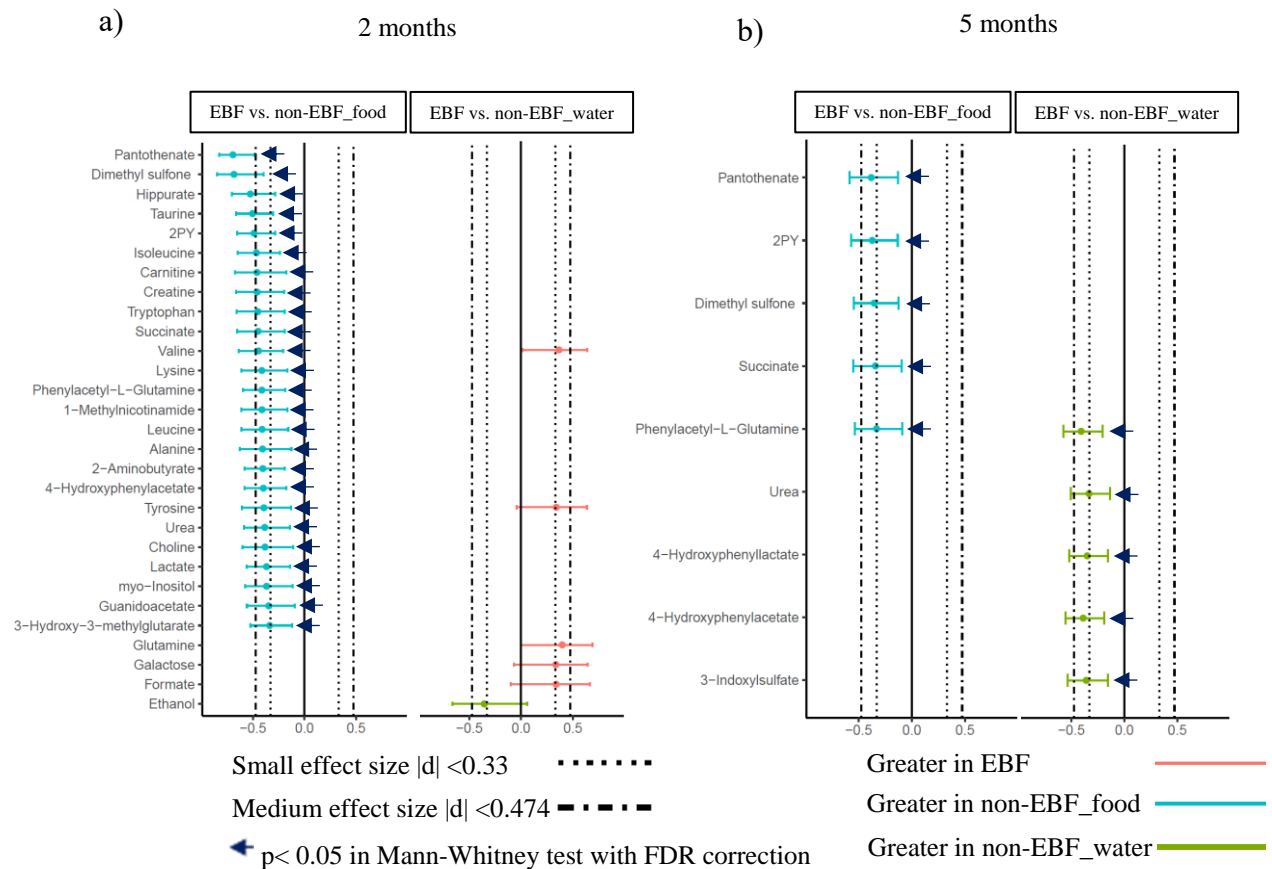 a)
2 months
b)
5 months
EBF vs. non-EBF_food
EBF vs. non-EBF_water
EBF vs. non-EBF_food
EBF vs. non-EBF_water
Pantothenate
Dimethyl sulfone
Hippurate
Taurine
2PY
Isoleucine
Carnitine
Creatine
Tryptophan
Succinate
Valine
Lysine
Phenylacetyl−L−Glutamine
1−Methylnicotinamide
Leucine
Alanine
2−Aminobutyrate
4−Hydroxyphenylacetate
Tyrosine
Urea
Choline
Lactate
myo−Inositol
Guanidoacetate
3−Hydroxy−3−methylglutarate
Glutamine
Galactose
Formate
Ethanol
−0.5 0.0 0.5
−0.5 0.0 0.5
Pantothenate
2PY
Dimethyl sulfone
Succinate
Phenylacetyl−L−Glutamine
Urea
4−Hydroxyphenyllactate
4−Hydroxyphenylacetate
3−Indoxylsulfate
−0.5 0.0 0.5
−0.5 0.0 0.5
Small effect size |d| <0.33
Medium effect size |d| <0.474
p< 0.05 in Mann-Whitney test with FDR correction
Greater in EBF
Greater in non-EBF_food
Greater in non-EBF_water